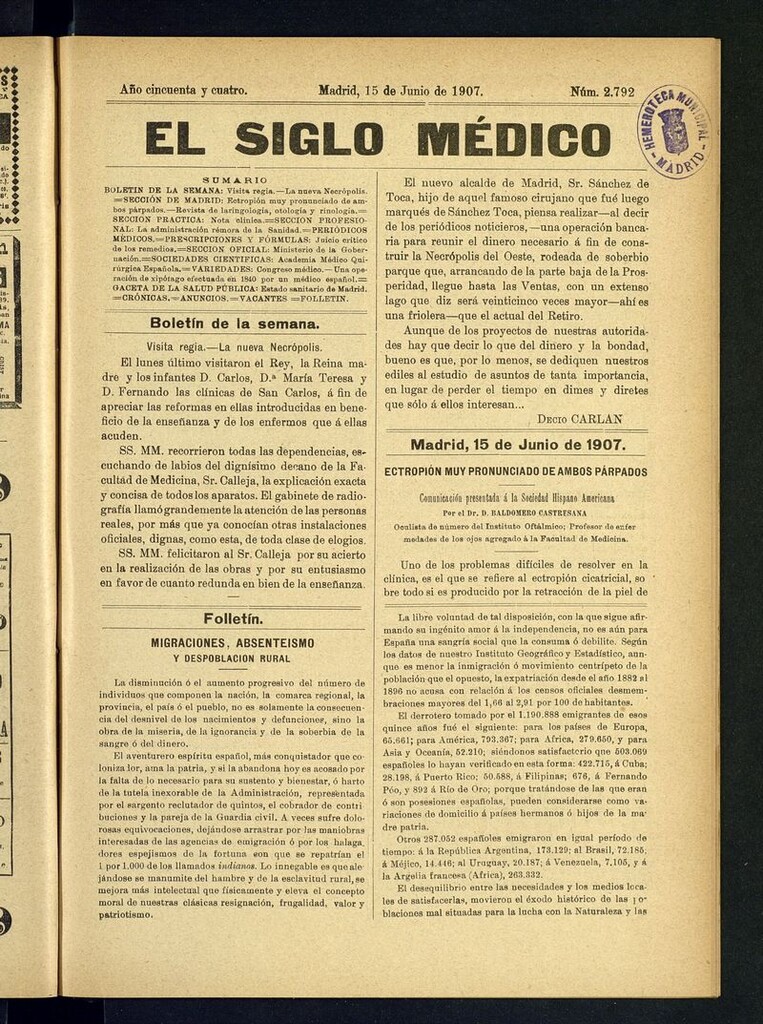 Año cincuenta y cuatro.
Madrid, 15 de Junio de 1907.
Núm. 2.792
EL SIGLO MÉDICO
HEMEROTECA MUNICIPAL
MADRID
SUMARIO
BOLETIN DE LA SEMANA: Visita regia.—La nueva Necrópolis.
=SECCIÓN DE MADRID: Ectropión muy pronunciado de am
bos párpados.—Revista de laringología, otología y rinología.=
SECCION PRACTICA: Nota clínica.=SECCION PROFESIO-
NAL: La administración rémora de la Sanidad.=PERIÓDICOS
MÉDICOS.=PRESCRIPCIONES Y FÓRMULAS: Juicio crítico
de los remedios.=SECCIÓN OFICIAL: Ministerio de la Gober-
nación.=SOCIEDADES CIENTIFICAS: Academia Médico Qui-
rúrgica Española.=VARIEDADES: Congreso médico.—Una ope-
ración de xipófago efectuada en 1840 por un médico español.=
GACETA DE LA SALUD PÚBLICA: Estado sanitario de Madrid.
=CRÓNICAS.=ANUNCIOS.=VACANTES =FOLLETIN.
Boletín de la semana.
Visita regia.—La nueva Necrópolis.
El lunes último visitaron el Rey, la Reina ma
dre y los infantes D. Carlos, D.ª María Teresa y
D. Fernando las clínicas de San Carlos, á fin de
apreciar las reformas en ellas introducidas en bene-
ficio de la enseñanza y de los enfermos que á ellas
acuden.
SS. MM. recorrieron todas las dependencias, es-
cuchando de labios del dignísimo decano de la Fa-
cultad de Medicina, Sr. Calleja, la explicación exacta
y concisa de todos los aparatos. El gabinete de radio-
grafía llamó grandemente la atención de las personas
reales, por más que ya conocían otras instalaciones
oficiales, dignas, como esta, de toda clase de elogios.
SS. MM. felicitaron al Sr. Calleja por su acierto
en la realización de las obras y por su entusiasmo
en favor de cuanto redunda en bien de la enseñanza.
El nuevo alcalde de Madrid, Sr. Sánchez de
Toca, hijo de aquel famoso cirujano que fué luego
marqués de Sánchez Toca, piensa realizar—al decir
de los periódicos noticieros,—una operación banca-
ria para reunir el dinero necesario á fin de cons-
truir la Necrópolis del Oeste, rodeada de soberbio
parque que, arrancando de la parte baja de la Pros-
peridad, llegue hasta las Ventas, con un extenso
lago que diz será veinticinco veces mayor—ahí es
una friolera—que el actual del Retiro.
Aunque de los proyectos de nuestras autorida-
des hay que decir lo que del dinero y la bondad,
bueno es que, por lo menos, se dediquen nuestros
ediles al estudio de asuntos de tanta importancia,
en lugar de perder el tiempo en dimes y diretes
que sólo á ellos interesan...
DECIO CARLAN
Madrid, 15 de Junio de 1907.
ECTROPIÓN MUY PRONUNCIADO DE AMBOS PÁRPADOS
Comunicación presentada á la Sociedad Hispano Americana
Por el Dr. D. BALDOMERO CASTRESANA
Oculista de número del Instituto Oftálmico; Profesor de enfer
medades de los ojos agregado á la Facultad de Medicina.
Uno de los problemas difíciles de resolver en la
clínica, es el que se refiere al ectropión cicatricial, so
bre todo si es producido por la retracción de la piel de
Folletín.
MIGRACIONES, ABSENTEISMO
Y DESPOBLACION RURAL
La disminución ó el aumento progresivo del número de
individuos que componen la nación, la comarca regional, la
provincia, el país ó el pueblo, no es solamente la consecuen-
cia del desnivel de los nacimientos y defunciones, sino la
obra de la miseria, de la ignorancia y de la soberbia de la
sangre ó del dinero.
El aventurero espíritu español, más conquistador que co-
lonizador, ama la patria, y si la abandona hoy es acosado por
la falta de lo necesario para su sustento y bienestar, ó harto
de la tutela inexorable de la Administración, representada
por el sargento reclutador de quintos, el cobrador de contri
buciones y la pareja de la Guardia civil. A veces sufre dolo-
rosas equivocaciones, dejándose arrastrar por las maniobras
interesadas de las agencias de emigración ó por los halaga
dores espejismos de la fortuna con que se repatrían el
1 por 1.000 de los llamados indianos. Lo innegable es que ale-
jándose se manumite del hambre y de la esclavitud rural, se
mejora más intelectual que físicamente y eleva el concepto
moral de nuestras clásicas resignación, frugalidad, valor y
patriotismo.
La libre voluntad de tal disposición, con la que sigue afir-
mando su ingénito amor á la independencia, no es aún para
España una sangría social que la consuma ó debilite. Según
los datos de nuestro Instituto Geográfico y Estadístico, aun-
que es menor la inmigración ó movimiento centrípeto de la
población que el opuesto, la expatriación desde el año 1882 al
1896 no acusa con relación á los censos oficiales desmem-
braciones mayores del 1,66 al 2,91 por 100 de habitantes.
El derrotero tomado por el 1.190.888 emigrantes de esos
quince años fué el siguiente: para los países de Europa,
65.661; para América, 793.367; para Africa, 279.650, y para
Asia y Oceanía, 52.210; siéndonos satisfactorio que 503.069
españoles lo hayan verificado en esta forma: 422.715, á Cuba;
28.198, á Puerto Rico; 50.588, á Filipinas; 676, á Fernando
Póo, y 892 á Río de Oro; porque tratándose de las que eran
ó son posesiones españolas, pueden considerarse como va-
riaciones de domicilio á países hermanos ó hijos de la ma
dre patria.
Otros 287.052 españoles emigraron en igual período de
tiempo: á la República Argentina, 173.129; al Brasil, 72.185;
á Méjico, 14.446; al Uruguay, 20.187; á Venezuela, 7.105, y á
la Argelia francesa (Africa), 263.332.
El desequilibrio entre las necesidades y los medios loca-
les de satisfacerlas, movieron el éxodo histórico de las po-
blaciones mal situadas para la lucha con la Naturaleza y las